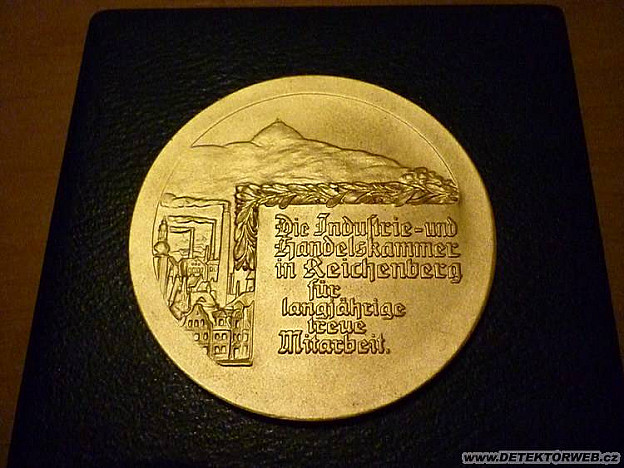 Die Industrie-und
Handelskammer
in Reichenberg
für
langjährige
treue
Mitarbeit.
WWW.DETEKTORWEB.CZ